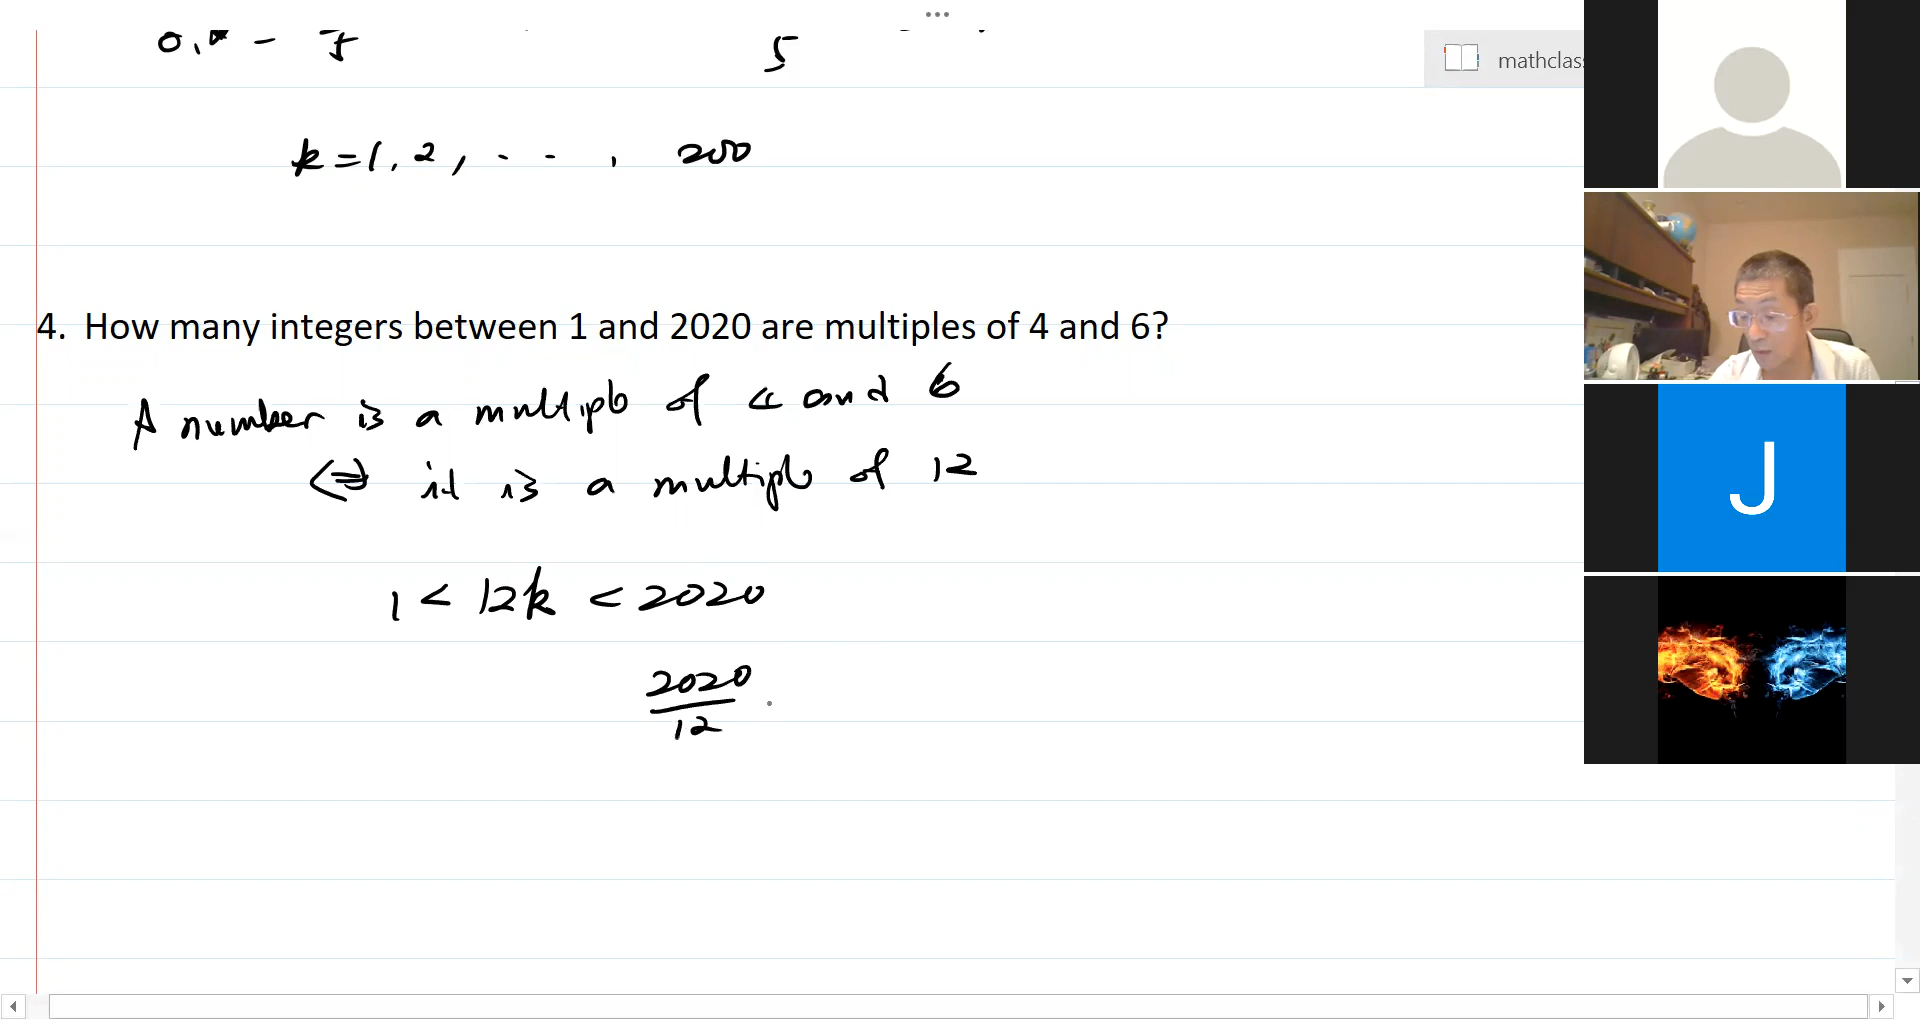 5
mathclas
k = 1, 2, . . . , 200
4. How many integers between 1 and 2020 are multiples of 4 and 6?
A number is a multiple of 4 and 6
⇔ it is a multiple of 12
1 < 12k < 2020
2020
12
J